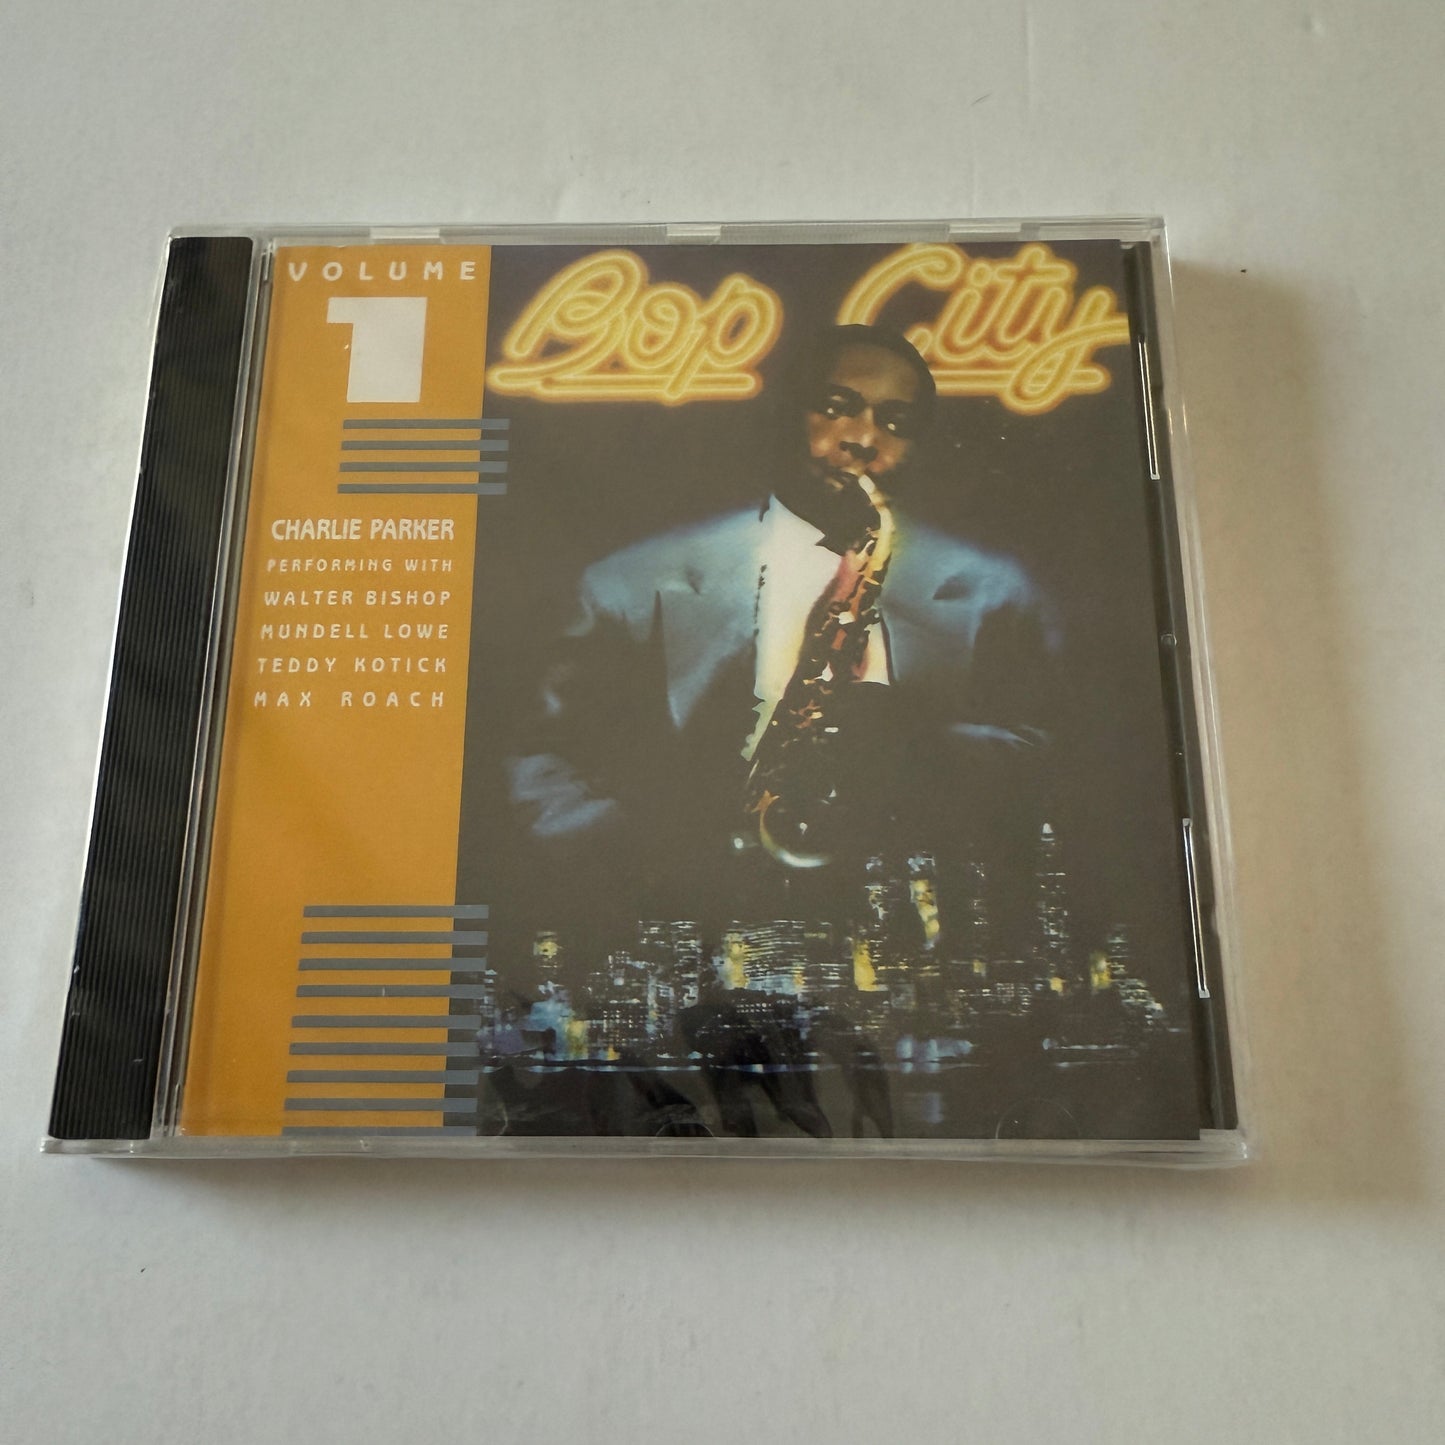 VOLUME
1
Bop City
CHARLIE PARKER
PERFORMING WITH
WALTER BISHOP
MUNDELL LOWE
TEDDY KOTICK
MAX ROACH